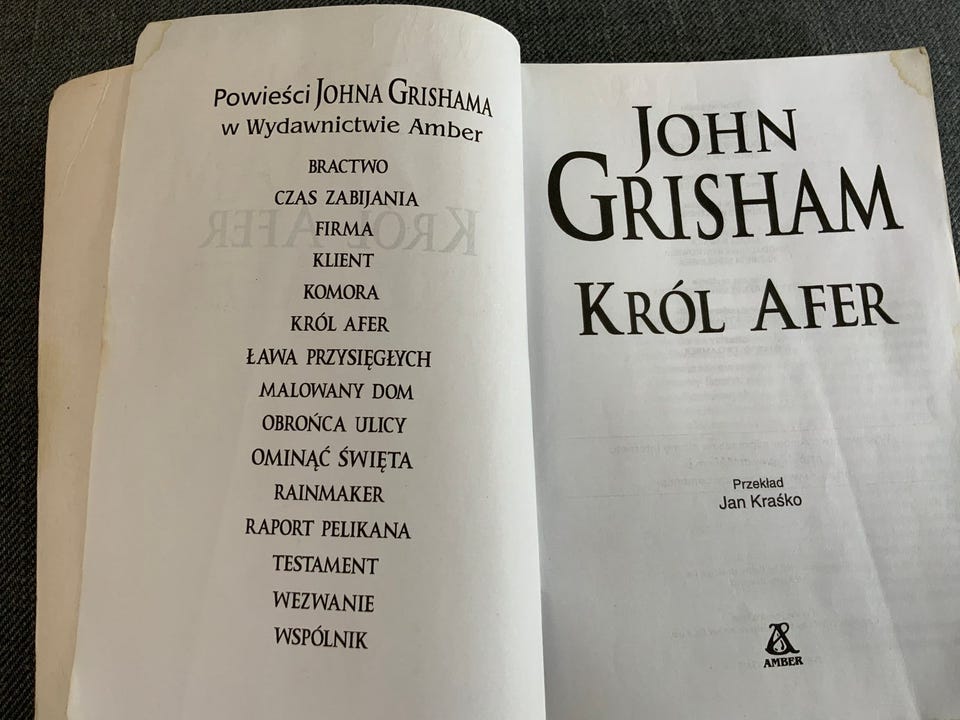 Powieści JOHNA GRISHAMA
w Wydawnictwie Amber
BRACTWO
CZAS ZABIJANIA
FIRMA
KLIENT
KOMORA
KRÓL AFER
ŁAWA PRZYSIĘGŁYCH
MALOWANY DOM
OBROŃCA ULICY
OMINĄĆ ŚWIĘTA
RAINMAKER
RAPORT PELIKANA
TESTAMENT
WEZWANIE
WSPÓLNIK
JOHN
GRISHAM
KRÓL AFER
Przekład
Jan Kraśko
AMBER